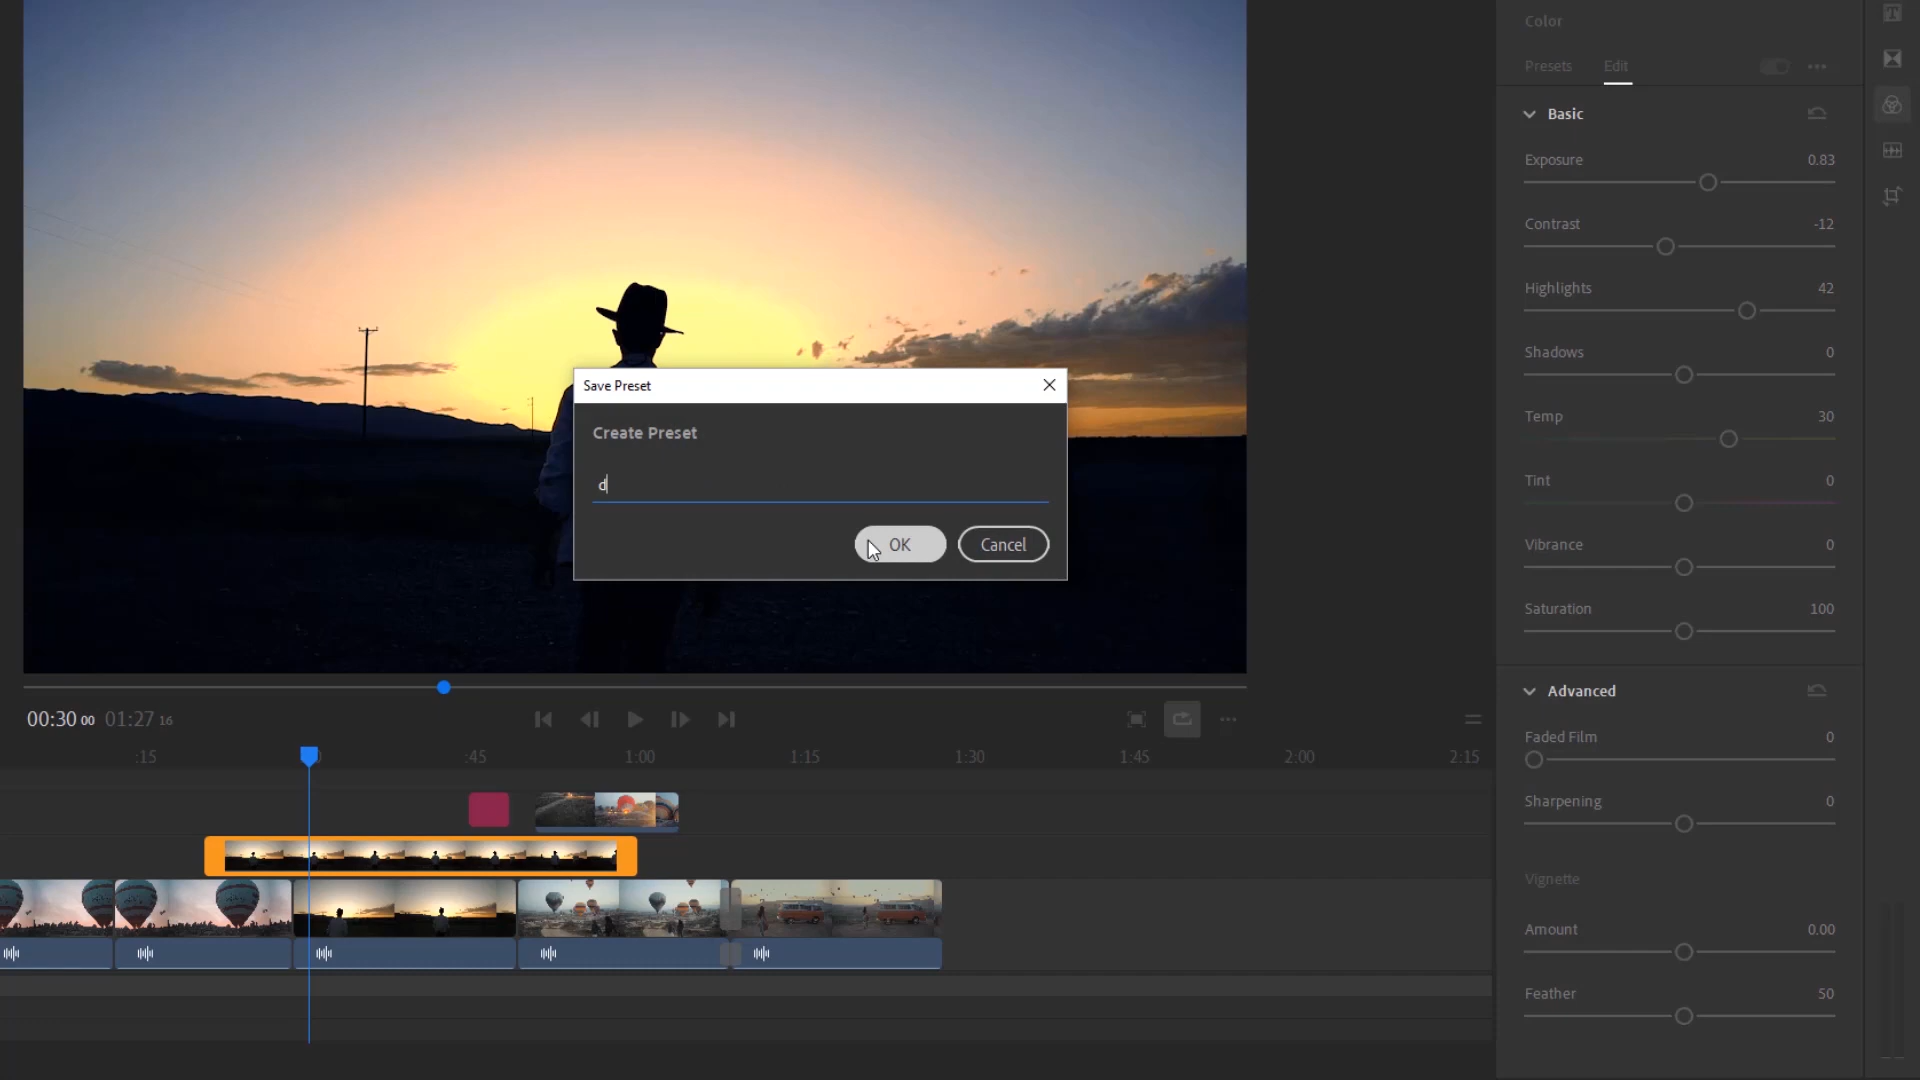 Color
Presets Edit
Basic
Exposure 0.83
Contrast -12
Highlights 42
Shadows 0
Temp 30
Tint 0
Vibrance 0
Saturation 100
Advanced
Faded Film 0
Sharpening 0
Vignette
Amount 0.00
Feather 50
Save Preset
Create Preset
d
OK Cancel
00:30 00 01:27 16
:15 :45 1:00 1:15 1:30 1:45 2:00 2:15